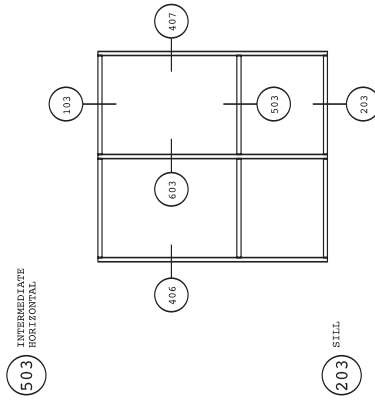 INTERMEDIATE
503
HORIZONTAL
103
406
603
407
503
203 SILL
203